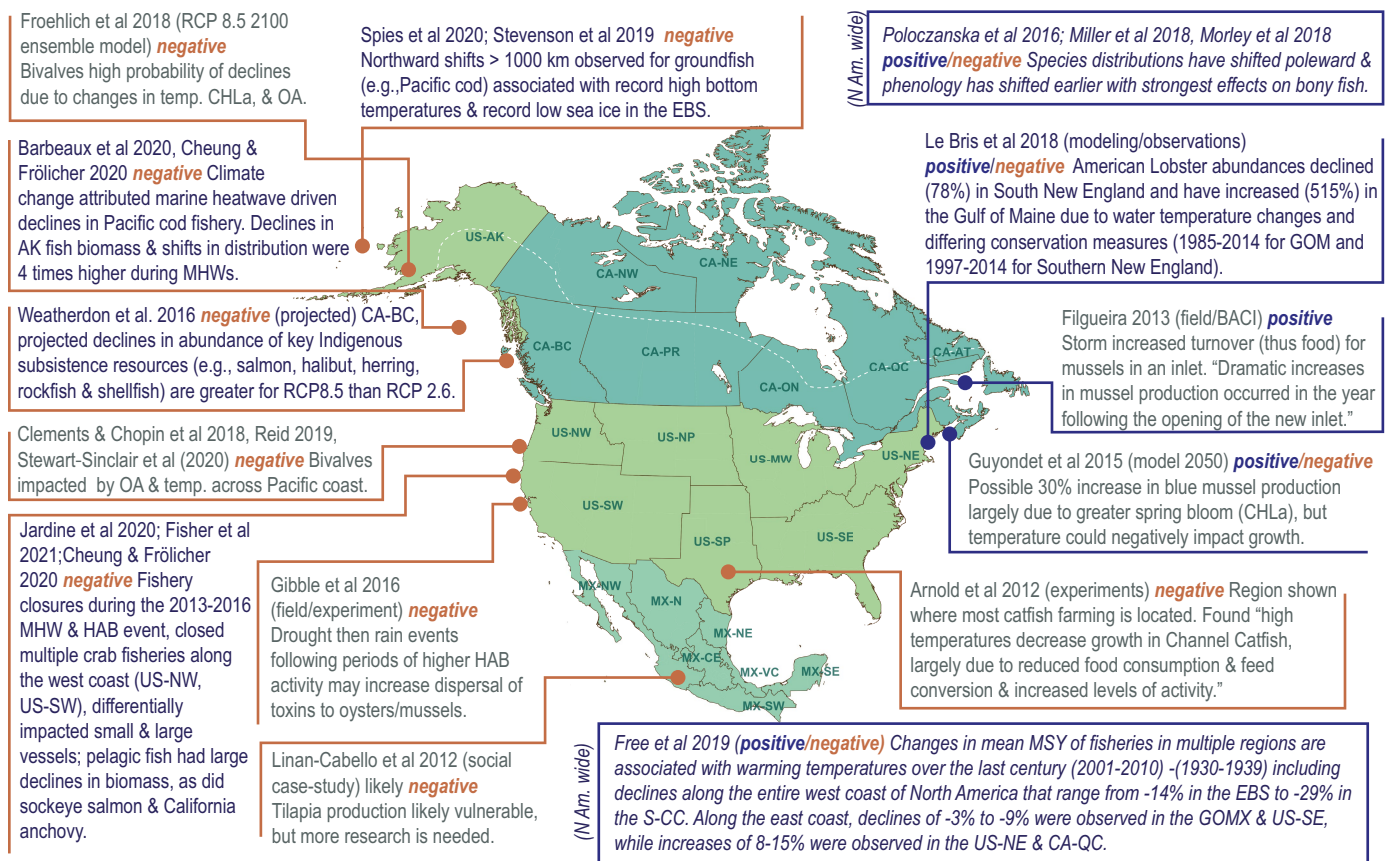 Froehlich et al 2018 (RCP 8.5 2100
ensemble model) negative
Bivalves high probability of declines
due to changes in temp. CHLa, & OA.
Spies et al 2020; Stevenson et al 2019 negative
Northward shifts > 1000 km observed for groundfish
(e.g.,Pacific cod) associated with record high bottom
temperatures & record low sea ice in the EBS.
(N Am. wide)
Poloczanska et al 2016; Miller et al 2018, Morley et al 2018
positive/negative Species distributions have shifted poleward &
phenology has shifted earlier with strongest effects on bony fish.
Barbeaux et al 2020, Cheung &
Frölicher 2020 negative Climate
change attributed marine heatwave driven
declines in Pacific cod fishery. Declines in
AK fish biomass & shifts in distribution were
4 times higher during MHWs.
Le Bris et al 2018 (modeling/observations)
positive/negative American Lobster abundances declined
(78%) in South New England and have increased (515%) in
the Gulf of Maine due to water temperature changes and
differing conservation measures (1985-2014 for GOM and
1997-2014 for Southern New England).
Weatherdon et al. 2016 negative (projected) CA-BC,
projected declines in abundance of key Indigenous
subsistence resources (e.g., salmon, halibut, herring,
rockfish & shellfish) are greater for RCP8.5 than RCP 2.6.
Filgueira 2013 (field/BACI) positive
Storm increased turnover (thus food) for
mussels in an inlet. “Dramatic increases
in mussel production occurred in the year
following the opening of the new inlet.”
Clements & Chopin et al 2018, Reid 2019,
Stewart-Sinclair et al (2020) negative Bivalves
impacted by OA & temp. across Pacific coast.
Guyondet et al 2015 (model 2050) positive/negative
Possible 30% increase in blue mussel production
largely due to greater spring bloom (CHLa), but
temperature could negatively impact growth.
Jardine et al 2020; Fisher et al
2021;Cheung & Frölicher
2020 negative Fishery
closures during the 2013-2016
MHW & HAB event, closed
multiple crab fisheries along
the west coast (US-NW,
US-SW), differentially
impacted small & large
vessels; pelagic fish had large
declines in biomass, as did
sockeye salmon & California
anchovy.
Gibble et al 2016
(field/experiment) negative
Drought then rain events
following periods of higher HAB
activity may increase dispersal of
toxins to oysters/mussels.
Arnold et al 2012 (experiments) negative Region shown
where most catfish farming is located. Found “high
temperatures decrease growth in Channel Catfish,
largely due to reduced food consumption & feed
conversion & increased levels of activity.”
Linan-Cabello et al 2012 (social
case-study) likely negative
Tilapia production likely vulnerable,
but more research is needed.
(N Am. wide)
Free et al 2019 (positive/negative) Changes in mean MSY of fisheries in multiple regions are
associated with warming temperatures over the last century (2001-2010) -(1930-1939) including
declines along the entire west coast of North America that range from -14% in the EBS to -29% in
the S-CC. Along the east coast, declines of -3% to -9% were observed in the GOMX & US-SE,
while increases of 8-15% were observed in the US-NE & CA-QC.
US-AK
CA-NW
CA-NE
CA-BC
CA-PR
CA-ON
CA-QC
CA-AT
US-NW
US-NP
US-MW
US-NE
US-SW
US-SP
US-SE
MX-NW
MX-N
MX-NE
MX-CE
MX-VC
MX-SE
MX-SW